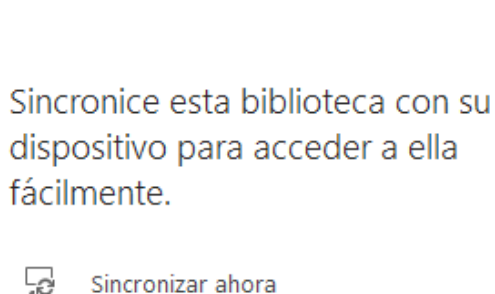 Sincronice esta biblioteca con su
dispositivo para acceder a ella
fácilmente.
Sincronizar ahora